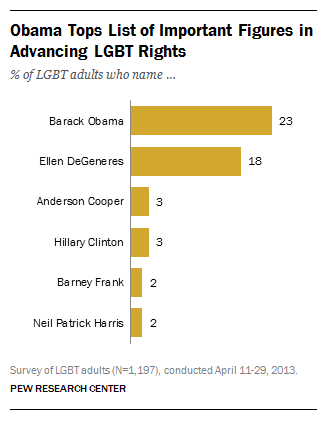 Obama Tops List of Important Figures in
Advancing LGBT Rights
% of LGBT adults who name ...
Barack Obama 23
Ellen DeGeneres 18
Anderson Cooper 3
Hillary Clinton 3
Barney Frank 2
Neil Patrick Harris 2
Survey of LGBT adults (N=1,197), conducted April 11-29, 2013.
PEW RESEARCH CENTER